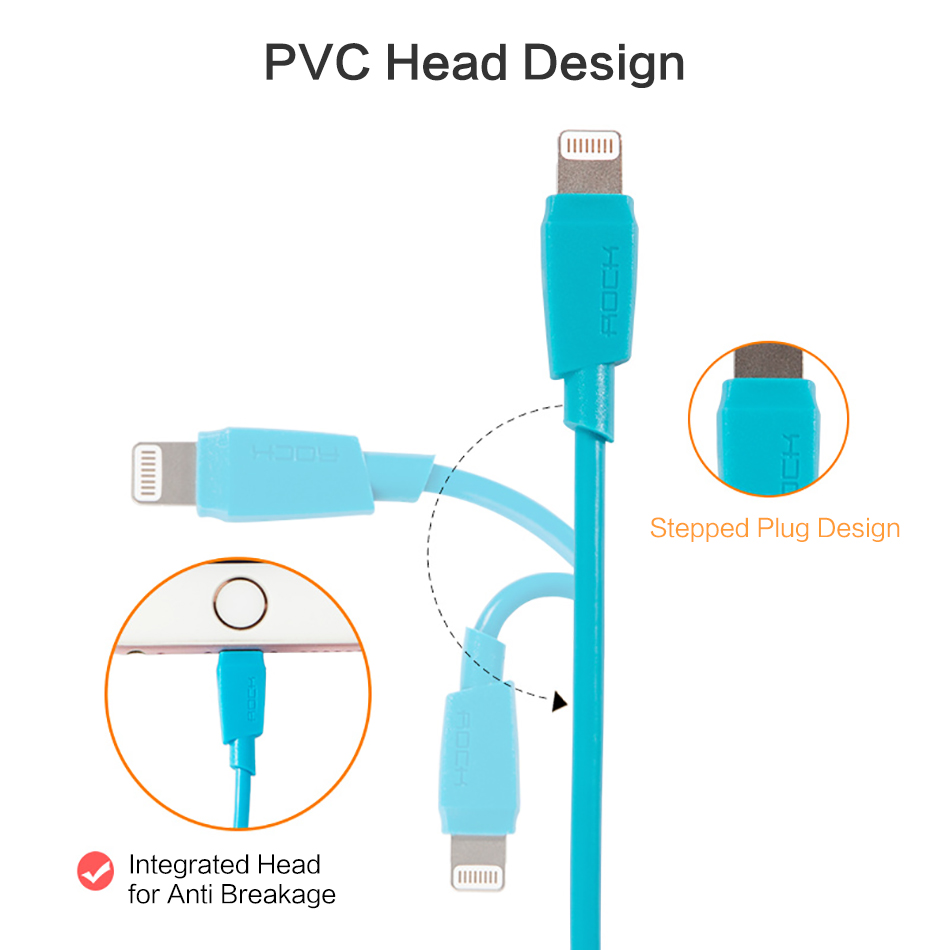 PVC Head Design
ROCK
ROCK
ROCK
Stepped Plug Design
ROCK
ROCK
Integrated Head
for Anti Breakage